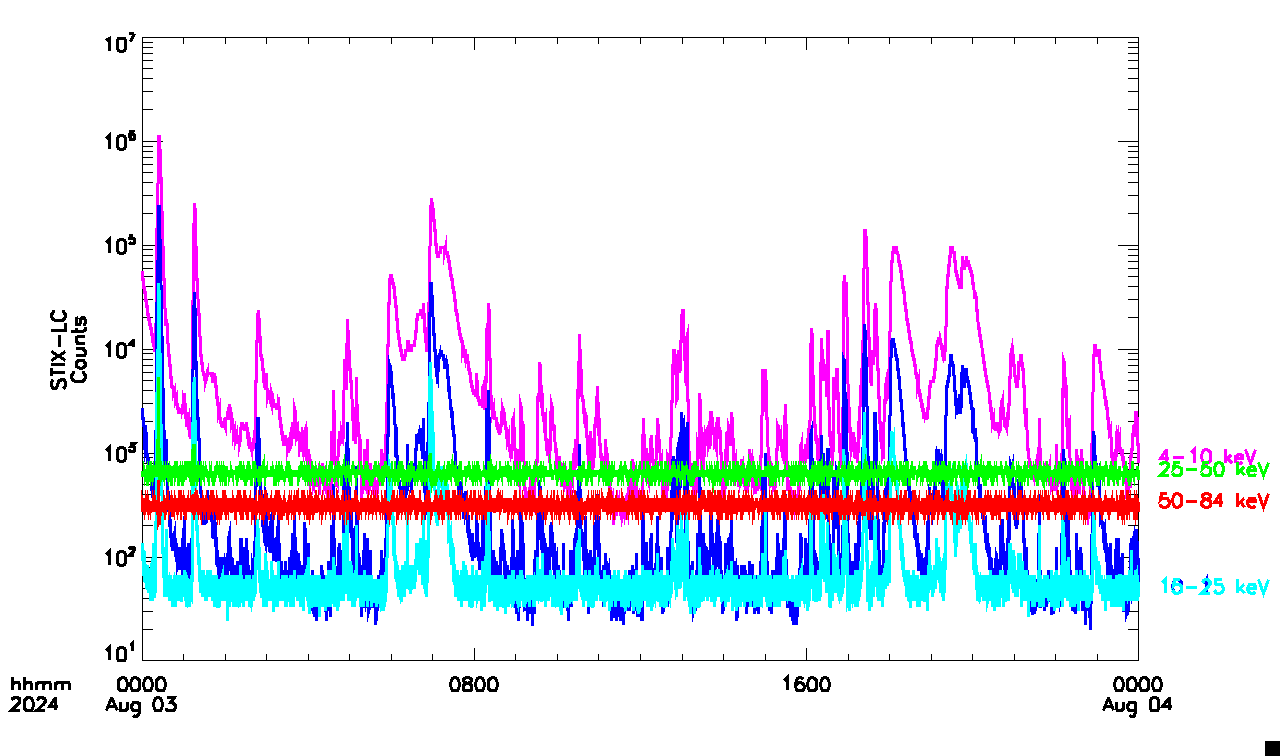 10⁷
10⁶
10⁵
10⁴
10³
10²
10¹
STIX-LC
Counts
4-10 keV
25-50 keV
50-84 keV
15-25 keV
hhmm 0000 0800 1600 0000
2024 Aug 03 Aug 04